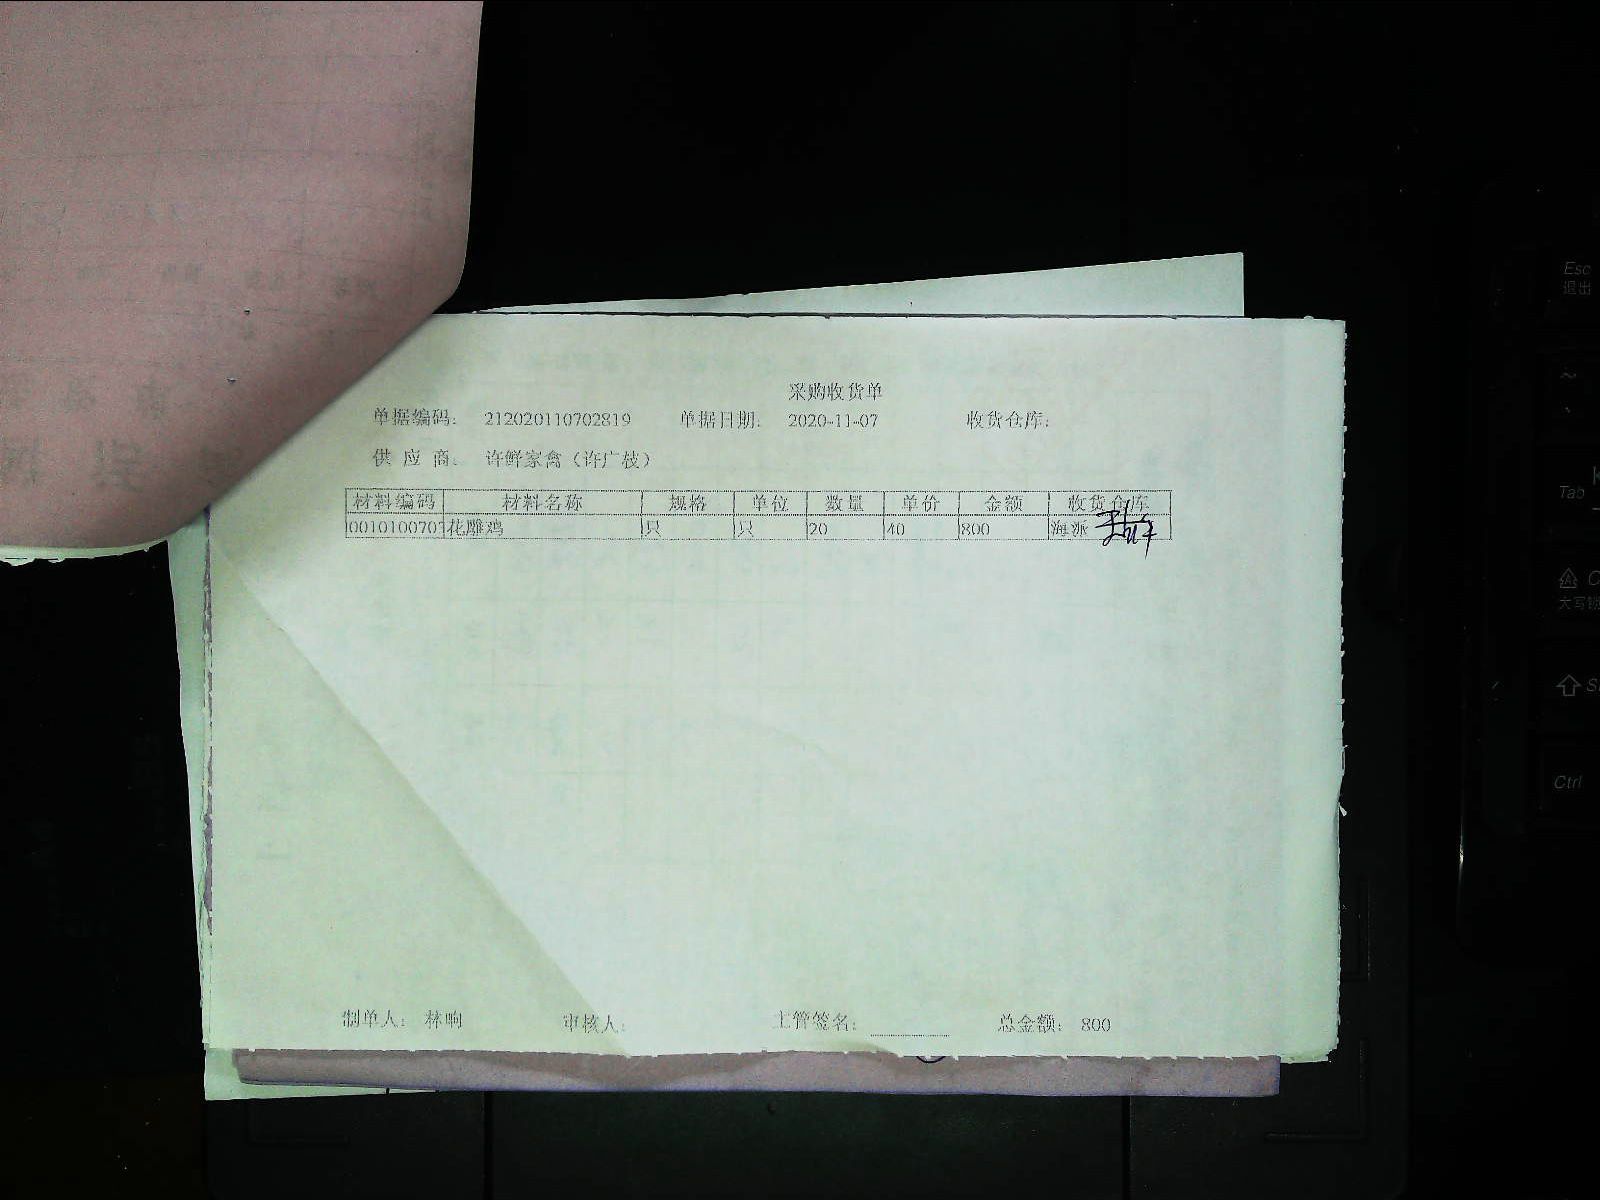 采购收货单
单据编码: 212020110702819 单据日期: 2020-11-07 收货仓库:
供 应 商: 许鲜家禽（许广枝）
材料编码 材料名称 规格 单位 数量 单价 金额 收货仓库
花雕鸡 只 只 20 40 800 海派
制单人: 林响 审核人: 主管签名: 总金额: 800
Esc
退出
~
Tab
Ctrl